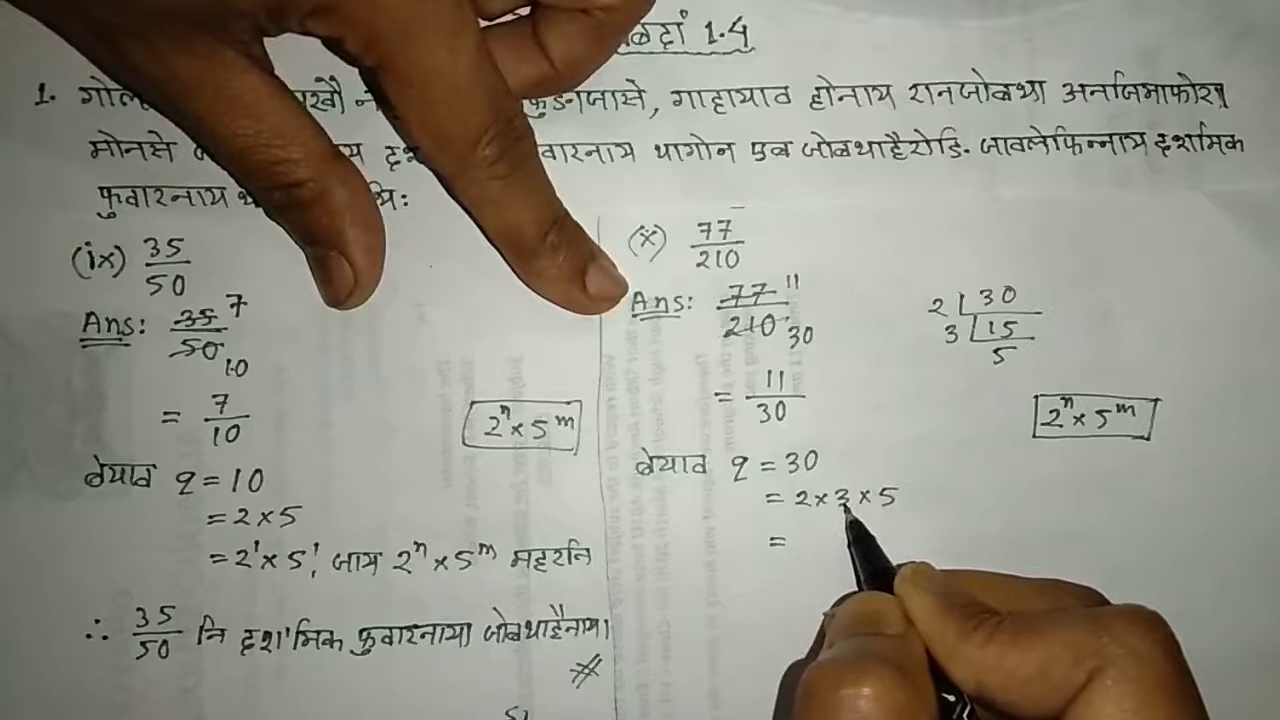 1.4
1. फुङाजासे, गाहायाव होनाय रानजोबथा अनजिमाफोरा
मोनसे थागोन एबा जोबथाहैरोङि. जावलेफिन्नाय दशमिक
फुवारनाय
(ix) 35/50
Ans: 35/50 7 10
= 7/10
2ⁿ × 5ᵐ
बेयाव q = 10
= 2 × 5
= 2¹ × 5¹, जाय 2ⁿ × 5ᵐ महरनि
∴ 35/50 नि दशमिक फुवारनाया जोबथाहैनाय।
(x) 77/210
Ans: 77/210 11 30
= 11/30
2 | 30
3 | 15
5
2ⁿ × 5ᵐ
बेयाव q = 30
= 2 × 3 × 5
=